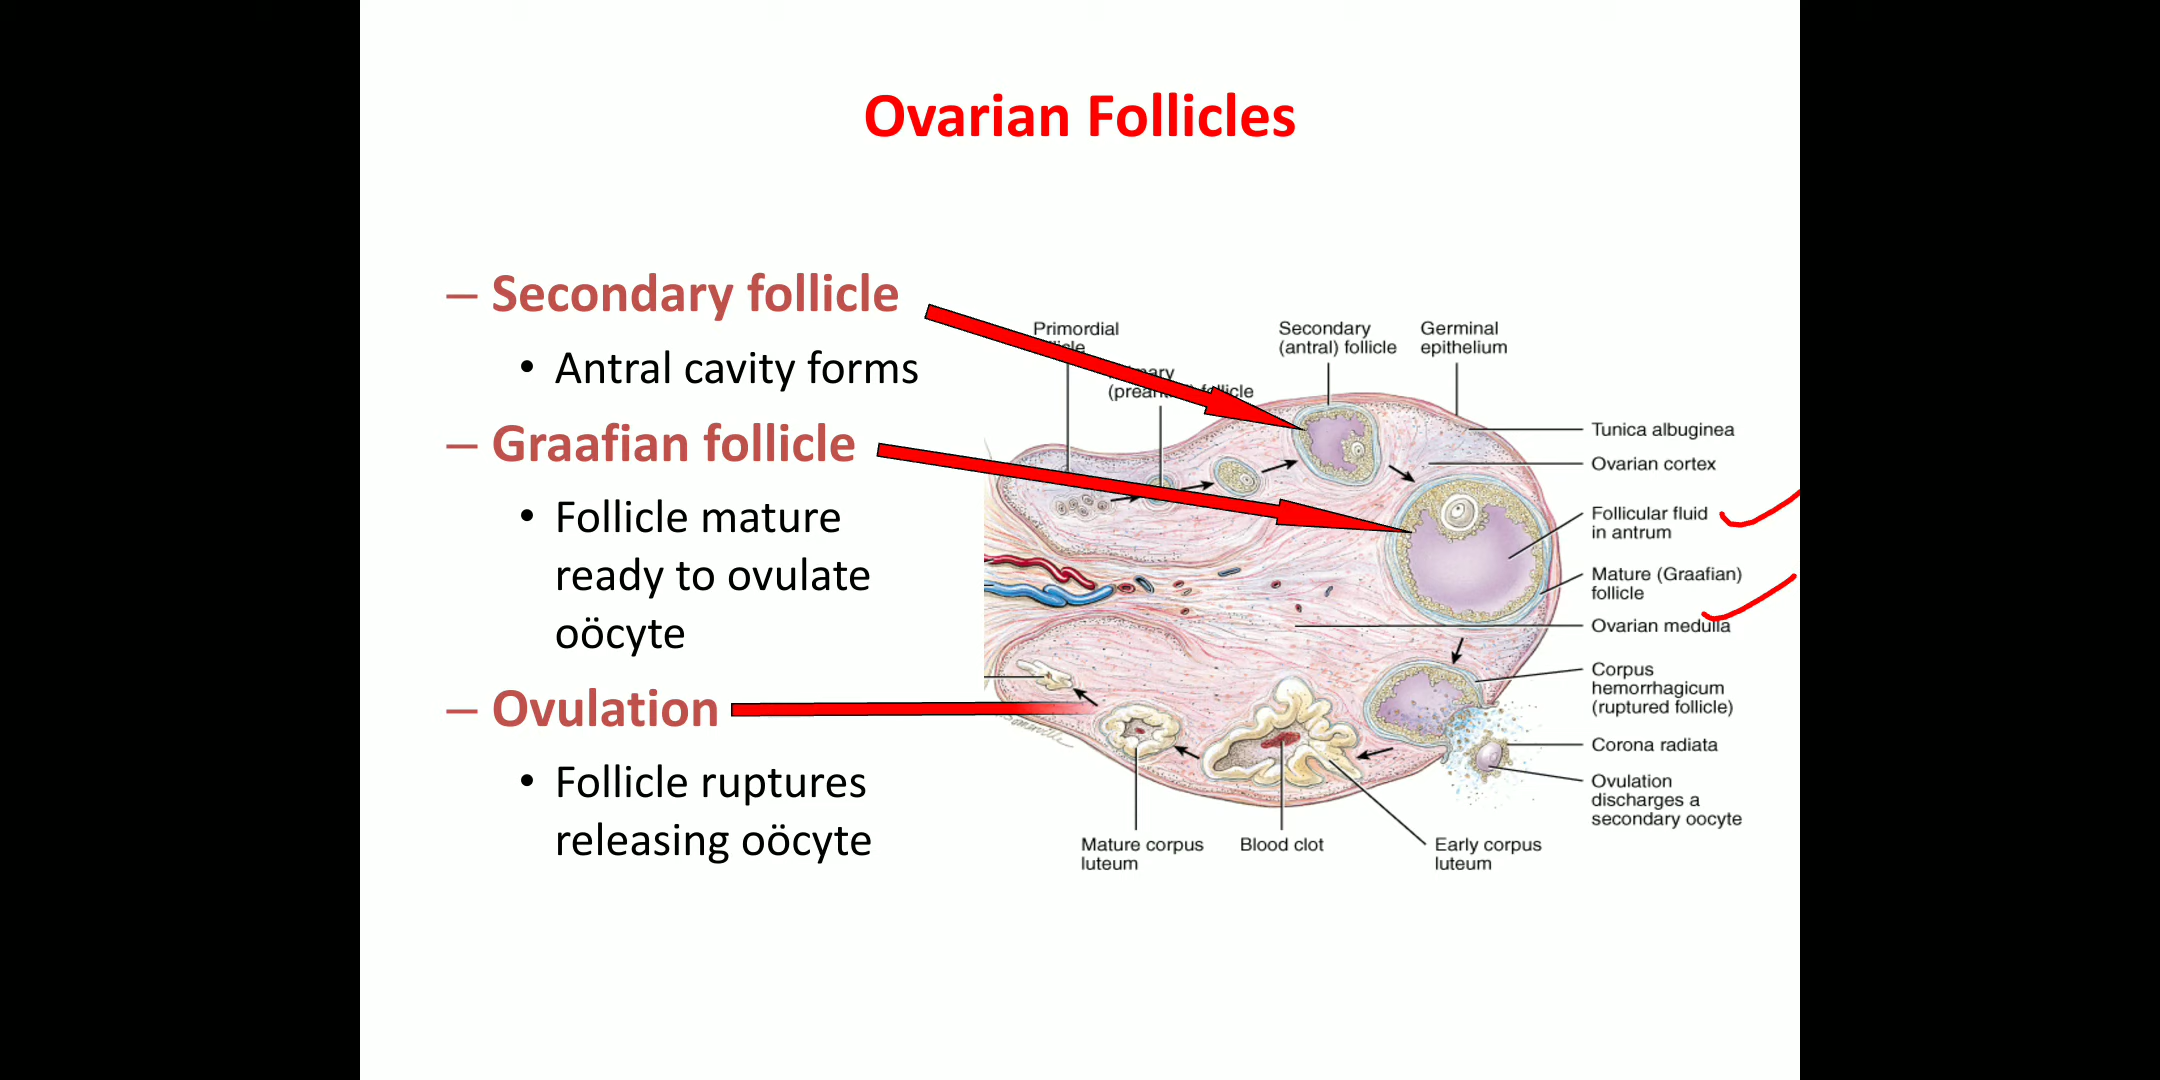 Ovarian Follicles
– Secondary follicle
• Antral cavity forms
– Graafian follicle
• Follicle mature
ready to ovulate
oöcyte
– Ovulation
• Follicle ruptures
releasing oöcyte
Primordial
Secondary
(antral) follicle
Germinal
epithelium
Tunica albuginea
Ovarian cortex
Follicular fluid
in antrum
Mature (Graafian)
follicle
Ovarian medulla
Corpus
hemorrhagicum
(ruptured follicle)
Corona radiata
Ovulation
discharges a
secondary oocyte
Mature corpus
luteum
Blood clot
Early corpus
luteum